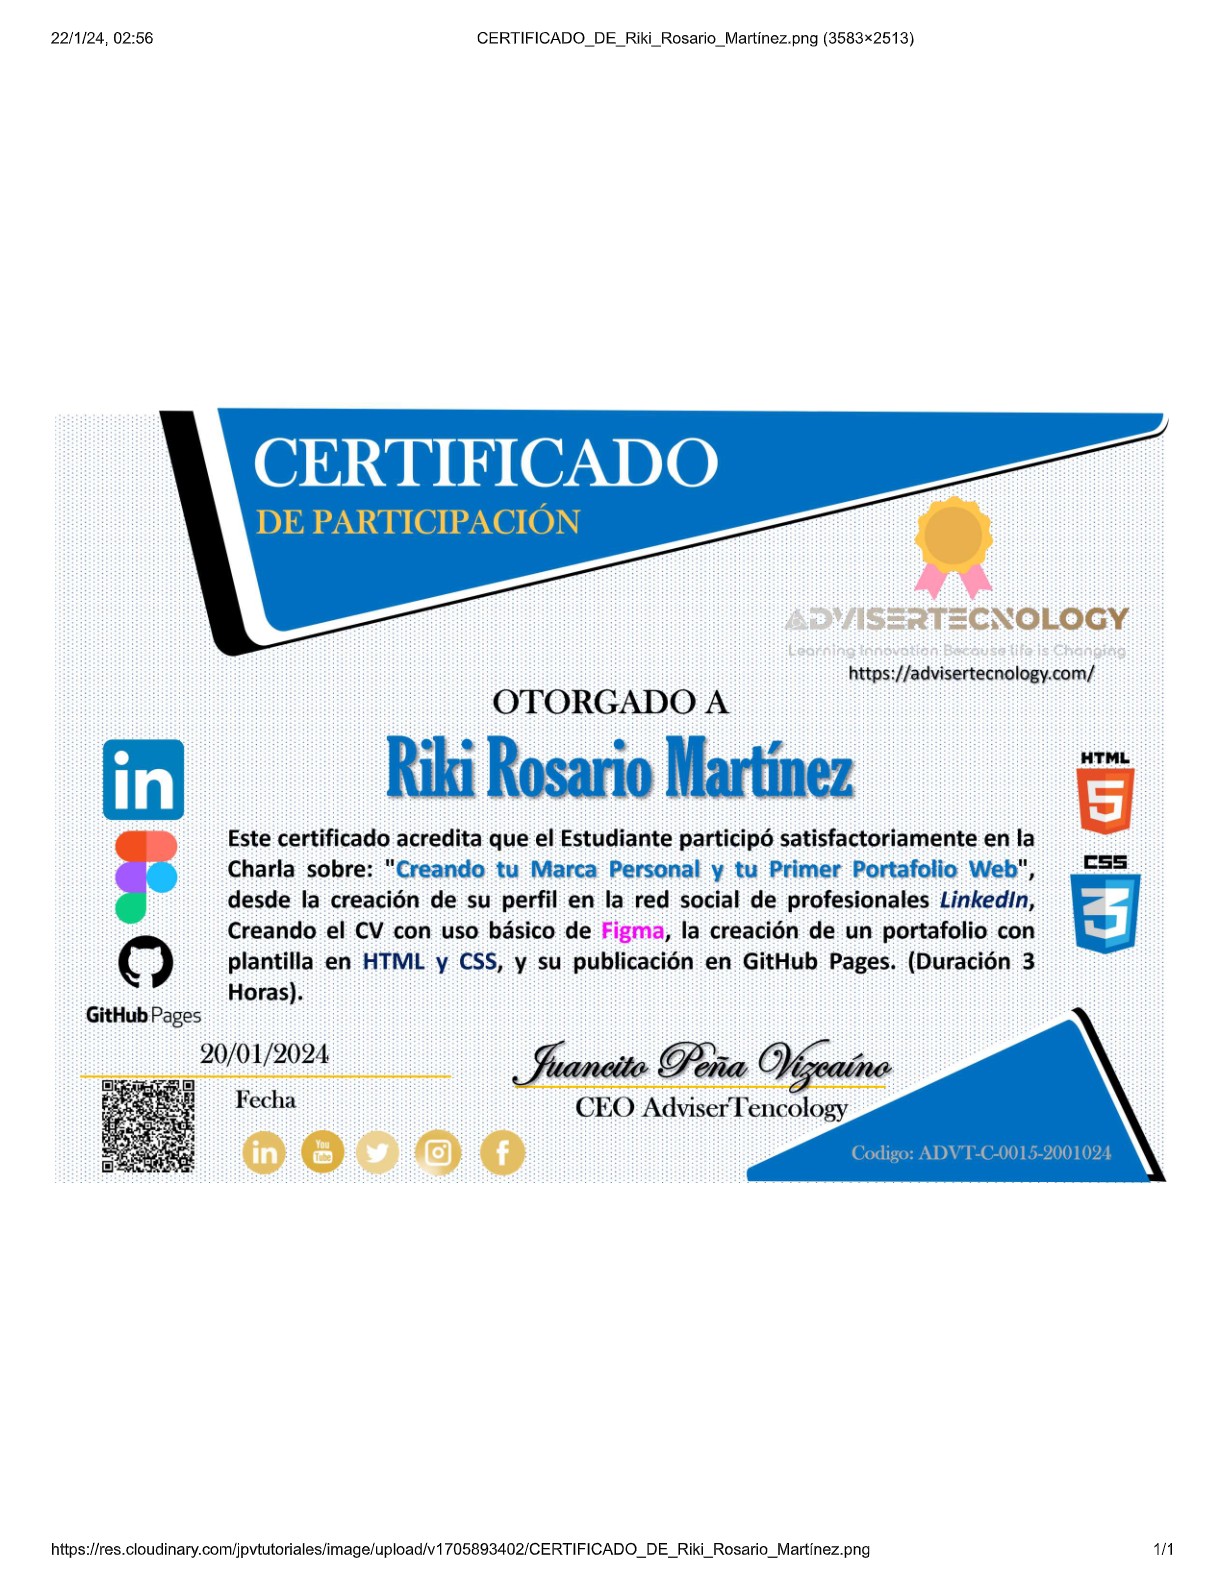 22/1/24, 02:56
CERTIFICADO_DE_Riki_Rosario_Martínez.png (3583×2513)
CERTIFICADO
DE PARTICIPACIÓN
ADVISERTECNOLOGY
Learning Innovation Because life is Changing
https://advisertecnology.com/
OTORGADO A
Riki Rosario Martínez
in
HTML
5
Este certificado acredita que el Estudiante participó satisfactoriamente en la
Charla sobre: "Creando tu Marca Personal y tu Primer Portafolio Web",
desde la creación de su perfil en la red social de profesionales LinkedIn,
Creando el CV con uso básico de Figma, la creación de un portafolio con
plantilla en HTML y CSS, y su publicación en GitHub Pages. (Duración 3
Horas).
CSS
3
GitHub Pages
20/01/2024
Fecha
Juancito Peña Vizcaíno
CEO AdviserTencology
in
You
Tube
f
Codigo: ADVT-C-0015-2001024
https://res.cloudinary.com/jpvtutoriales/image/upload/v1705893402/CERTIFICADO_DE_Riki_Rosario_Martínez.png
1/1